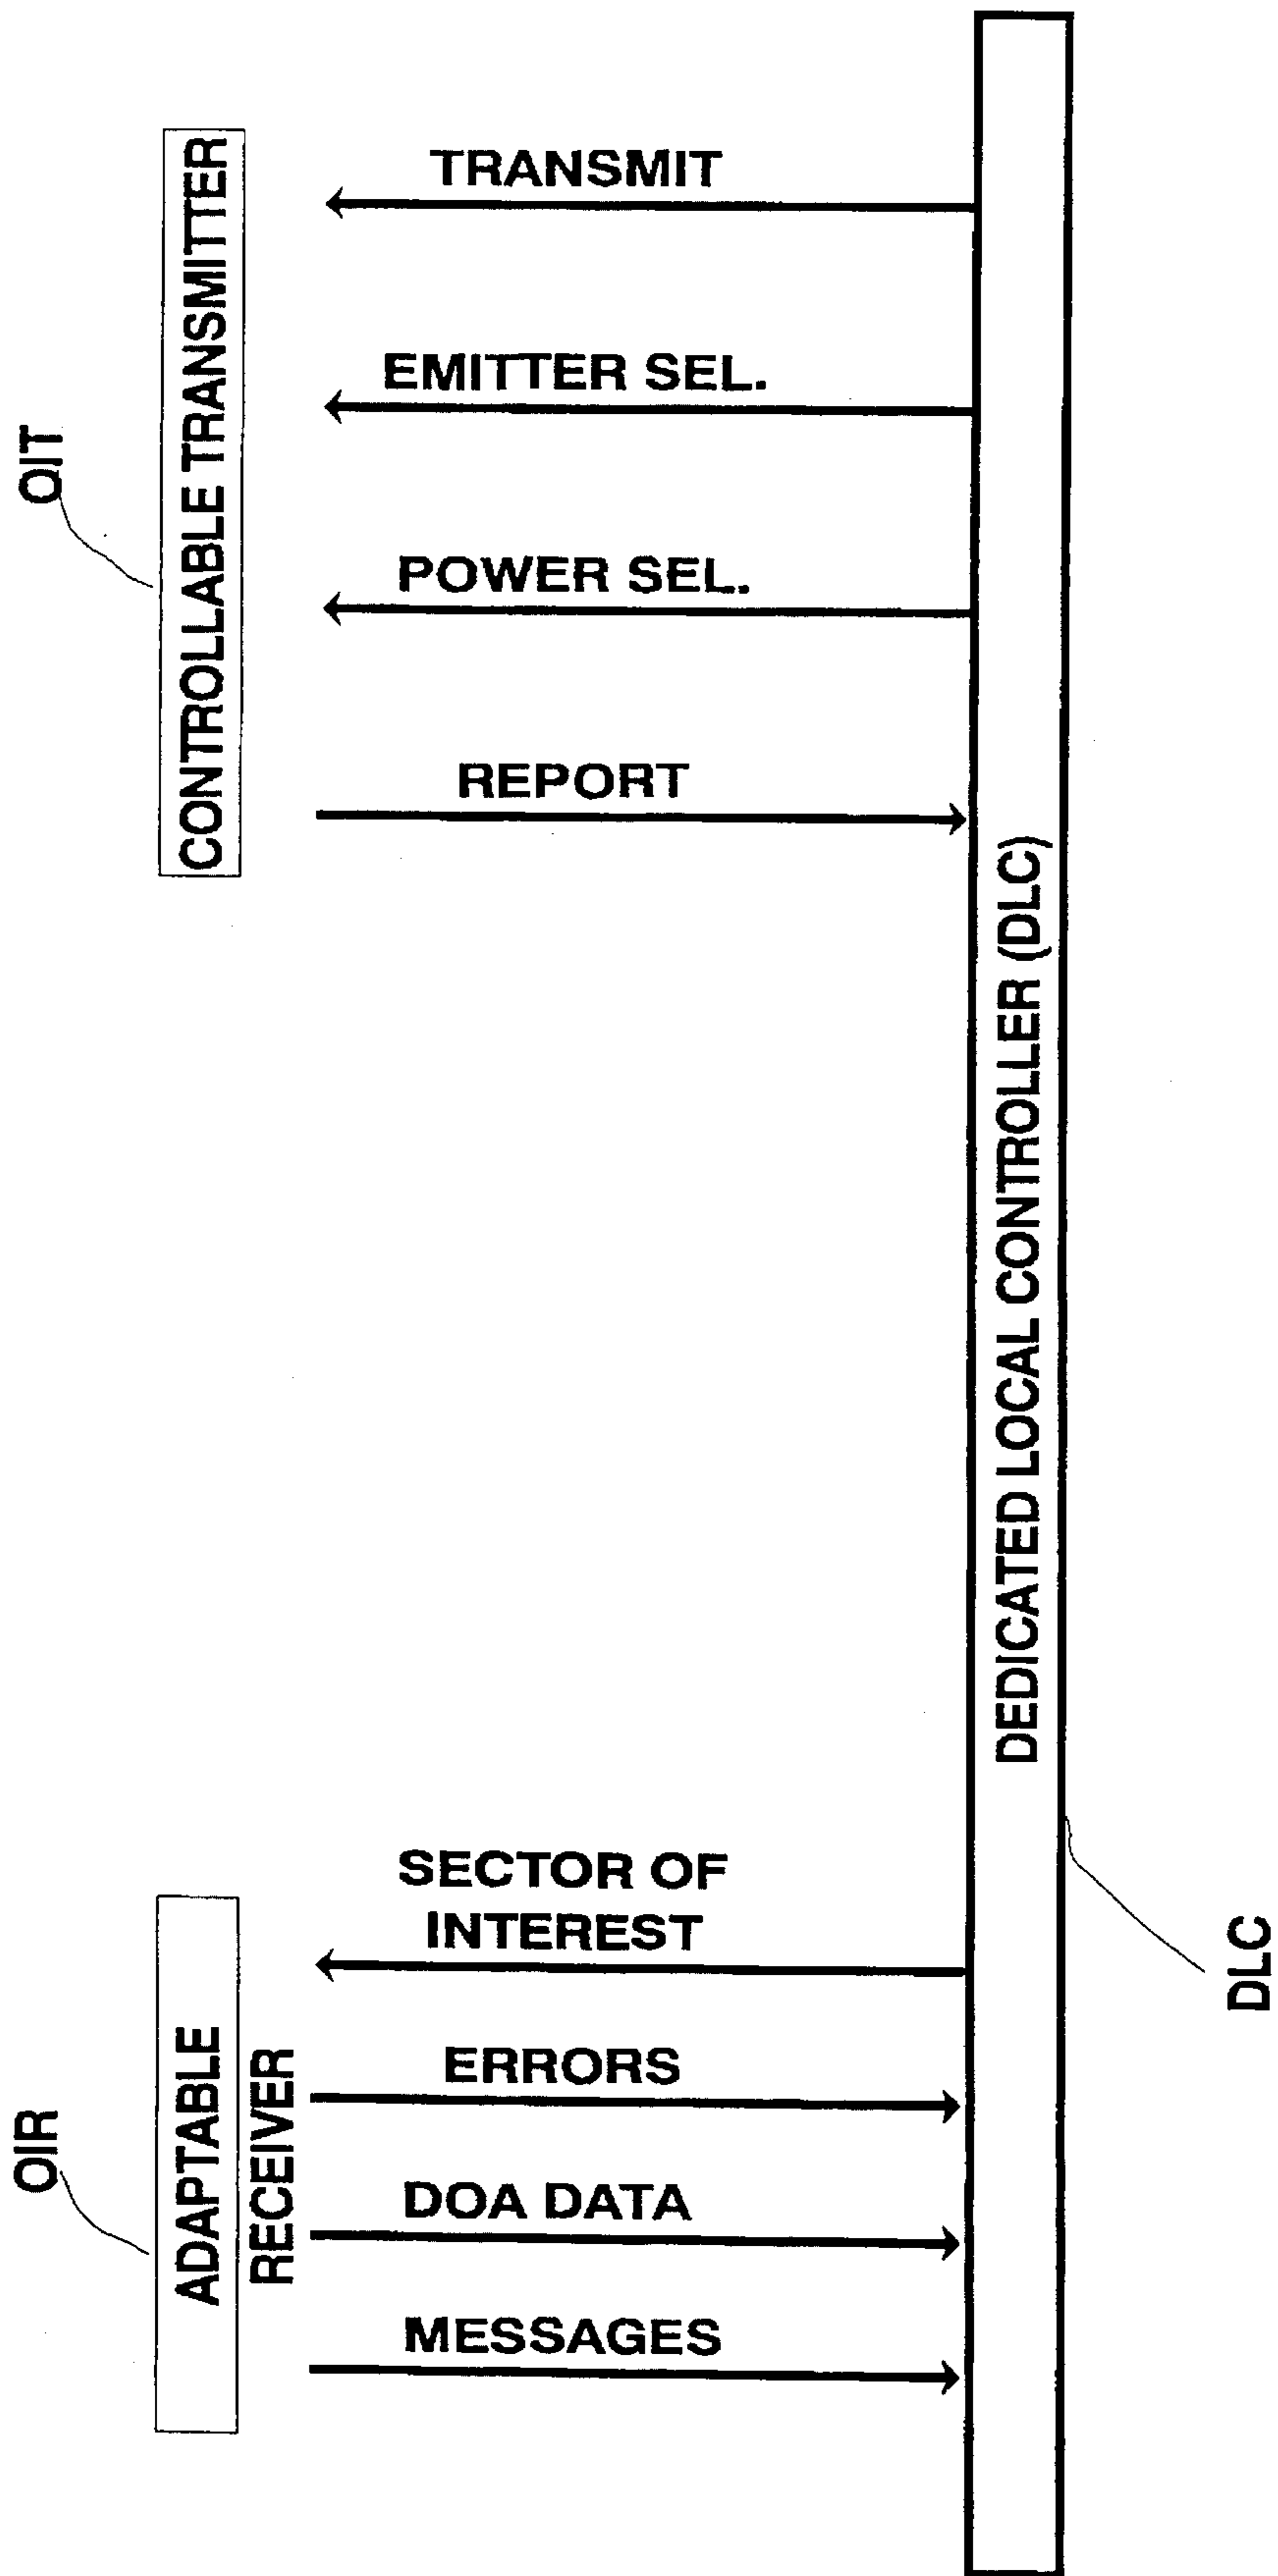 OIT
CONTROLLABLE TRANSMITTER
TRANSMIT
EMITTER SEL.
POWER SEL.
REPORT
DEDICATED LOCAL CONTROLLER (DLC)
OIR
ADAPTABLE
RECEIVER
SECTOR OF
INTEREST
ERRORS
DOA DATA
MESSAGES
DLC